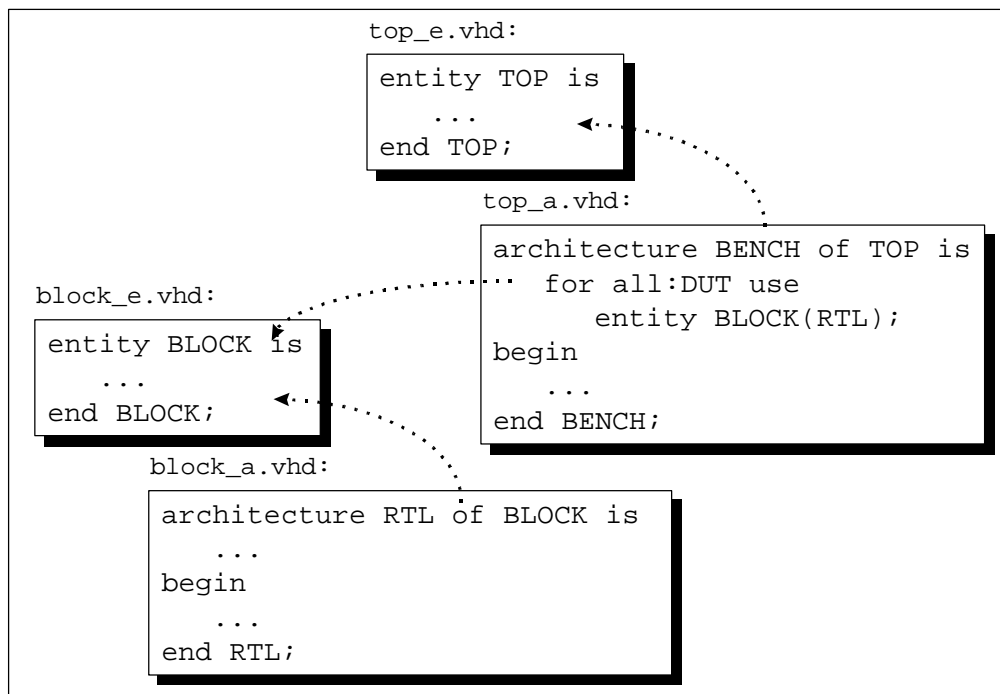 top_e.vhd:
entity TOP is
...
end TOP;
top_a.vhd:
architecture BENCH of TOP is
for all:DUT use
entity BLOCK(RTL);
begin
...
end BENCH;
block_e.vhd:
entity BLOCK is
...
end BLOCK;
block_a.vhd:
architecture RTL of BLOCK is
...
begin
...
end RTL;